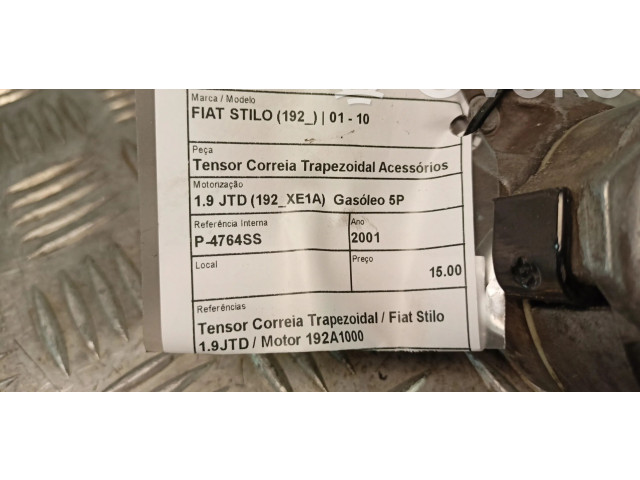 Marca / Modelo
FIAT STILO (192_) | 01 - 10
Peça
Tensor Correia Trapezoidal Acessórios
Motorização
1.9 JTD (192_XE1A) Gasóleo 5P
Referência Interna
Ano
P-4764SS
2001
Local
Preço
15.00
Referências
Tensor Correia Trapezoidal / Fiat Stilo
1.9JTD / Motor 192A1000